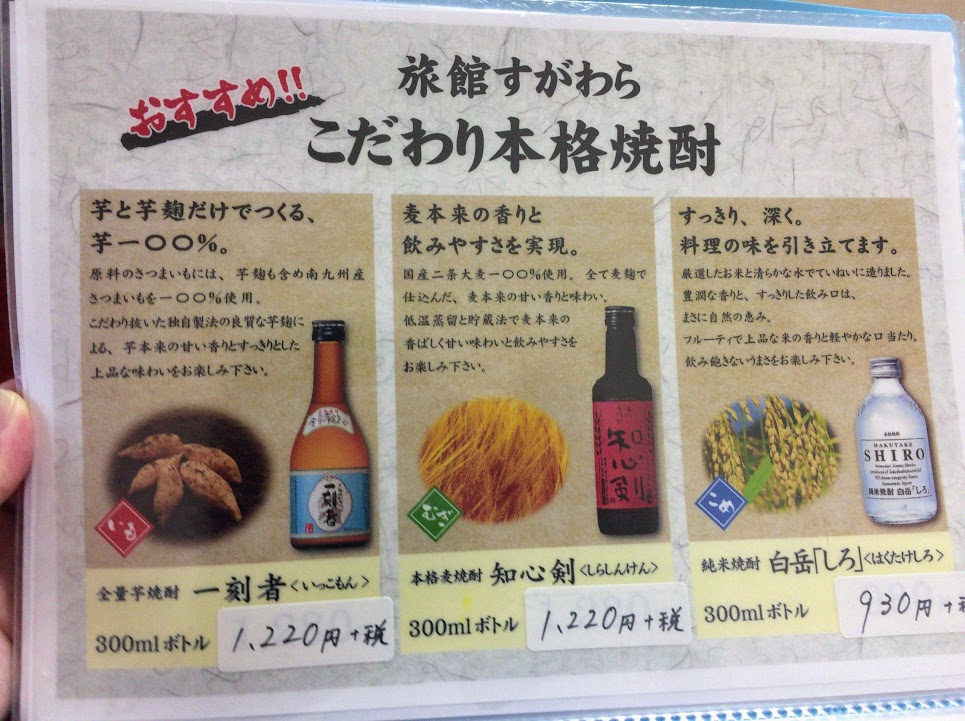 おすすめ!!
旅館すがわら
こだわり本格焼酎
芋と芋麹だけでつくる、
芋一〇〇%。
原料のさつまいもには、芋麹も含め南九州産
さつまいもを一〇〇%使用。
こだわり抜いた独自製法の良質な芋麹に
よる、芋本来の甘い香りとすっきりとした
上品な味わいをお楽しみ下さい。
一刻者
いも
全量芋焼酎 一刻者<いっこもん>
300mlボトル 1,220円+税
麦本来の香りと
飲みやすさを実現。
国産二条大麦一〇〇%使用。全て麦麹で
仕込んだ、麦本来の甘い香りと味わい。
低温蒸留と貯蔵法で麦本来の
香ばしく甘い味わいと飲みやすさを
お楽しみ下さい。
知心剣
むぎ
本格麦焼酎 知心剣<しらしんけん>
300mlボトル 1,220円+税
すっきり、深く。
料理の味を引き立てます。
厳選したお米と清らかな水でていねいに造りました。
豊潤な香りと、すっきりした飲み口は、
まさに自然の恵み。
フルーティで上品な米の香りと軽やかな口当たり。
飲み飽きないうまさをお楽しみ下さい。
本格焼酎
HAKUTAKE
SHIRO
純米焼酎 白岳「しろ」
こめ
純米焼酎 白岳「しろ」<はくたけしろ>
300mlボトル 930円+税